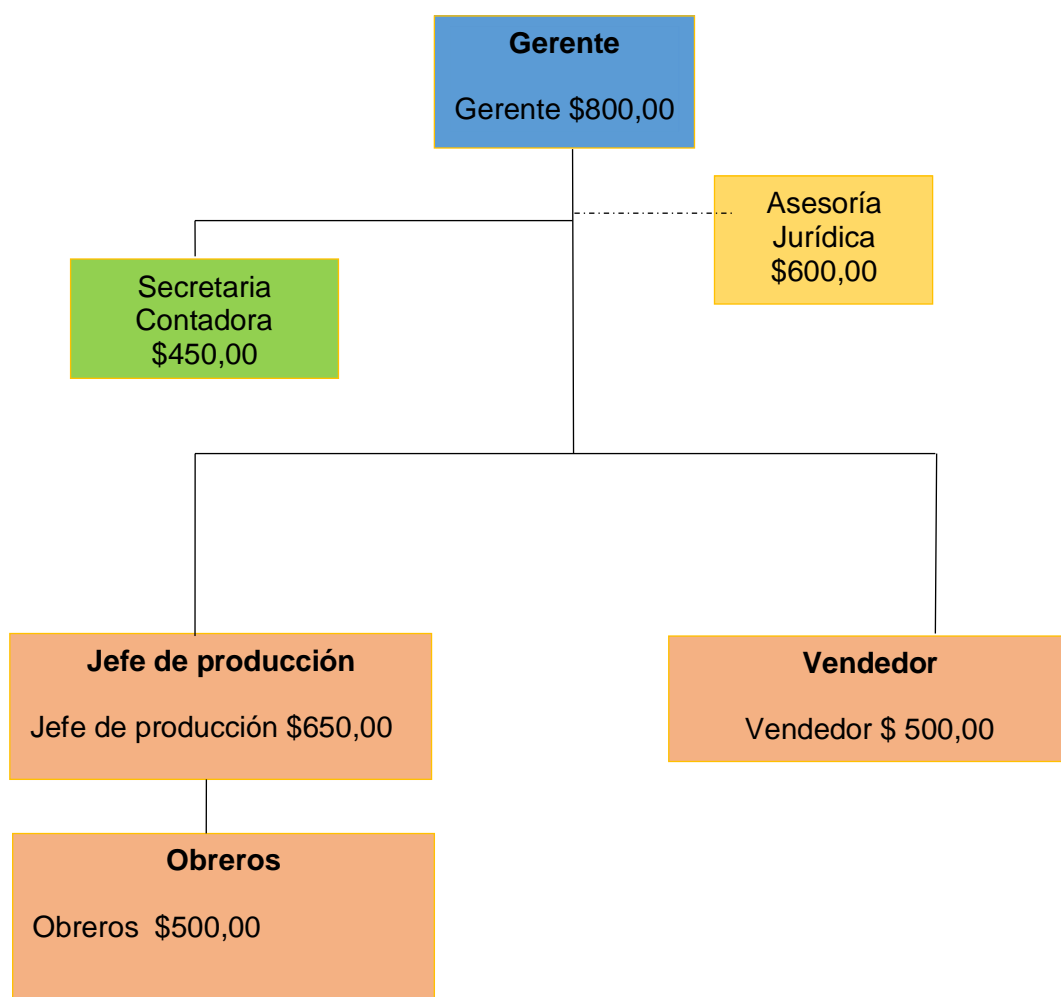 Gerente
Gerente $800,00
Asesoría
Jurídica
$600,00
Secretaria
Contadora
$450,00
Jefe de producción
Jefe de producción $650,00
Vendedor
Vendedor $ 500,00
Obreros
Obreros  $500,00